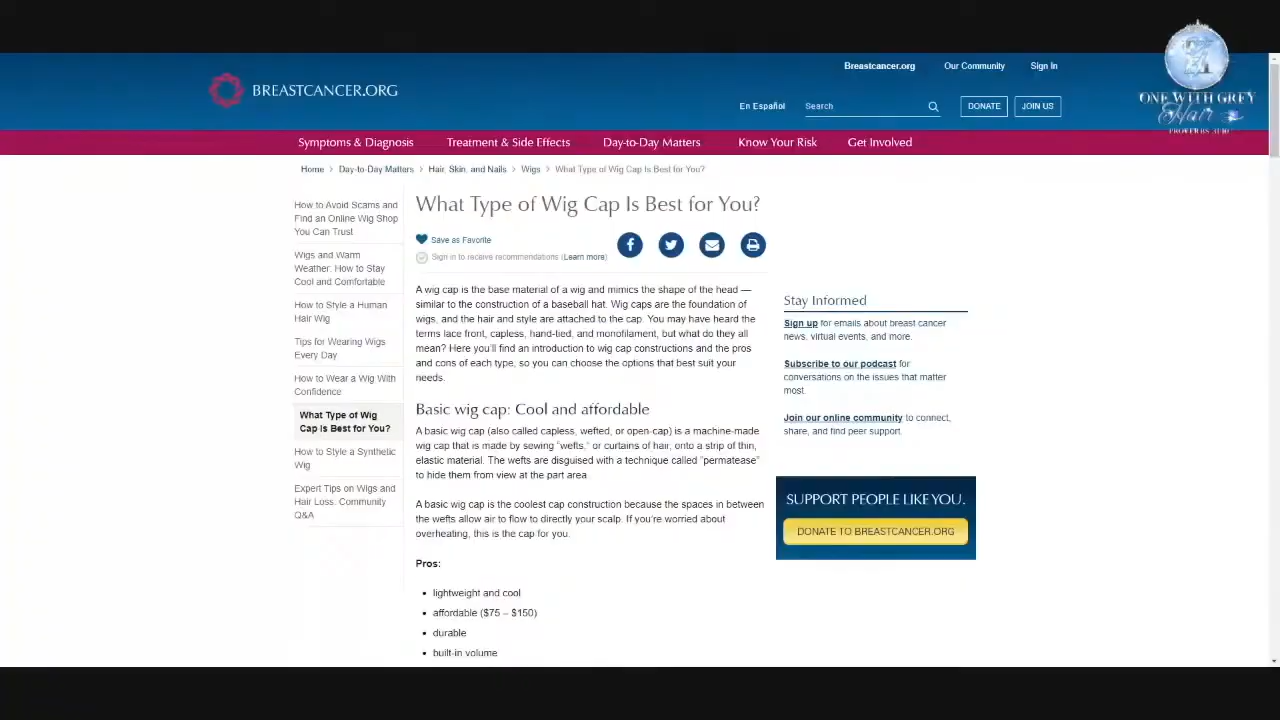 Breastcancer.org
Our Community
Sign In
BREASTCANCER.ORG
En Español
Search
DONATE
JOIN US
ONE WITH GREY
Hair
PROVERBS 31:10
Symptoms & Diagnosis
Treatment & Side Effects
Day-to-Day Matters
Know Your Risk
Get Involved
Home > Day-to-Day Matters > Hair, Skin, and Nails > Wigs > What Type of Wig Cap Is Best for You?
How to Avoid Scams and
Find an Online Wig Shop
You Can Trust
Wigs and Warm
Weather: How to Stay
Cool and Comfortable
How to Style a Human
Hair Wig
Tips for Wearing Wigs
Every Day
How to Wear a Wig With
Confidence
What Type of Wig
Cap Is Best for You?
How to Style a Synthetic
Wig
Expert Tips on Wigs and
Hair Loss: Community
Q&A
What Type of Wig Cap Is Best for You?
Save as Favorite
Sign in to receive recommendations (Learn more)
A wig cap is the base material of a wig and mimics the shape of the head —
similar to the construction of a baseball hat. Wig caps are the foundation of
wigs, and the hair and style are attached to the cap. You may have heard the
terms lace front, capless, hand-tied, and monofilament, but what do they all
mean? Here you'll find an introduction to wig cap constructions and the pros
and cons of each type, so you can choose the options that best suit your
needs.
Basic wig cap: Cool and affordable
A basic wig cap (also called capless, wefted, or open-cap) is a machine-made
wig cap that is made by sewing "wefts," or curtains of hair, onto a strip of thin,
elastic material. The wefts are disguised with a technique called "permatease"
to hide them from view at the part area.
A basic wig cap is the coolest cap construction because the spaces in between
the wefts allow air to flow to directly your scalp. If you're worried about
overheating, this is the cap for you.
Pros:
• lightweight and cool
• affordable ($75 – $150)
• durable
• built-in volume
Stay Informed
Sign up for emails about breast cancer
news, virtual events, and more.
Subscribe to our podcast for
conversations on the issues that matter
most.
Join our online community to connect,
share, and find peer support.
SUPPORT PEOPLE LIKE YOU.
DONATE TO BREASTCANCER.ORG